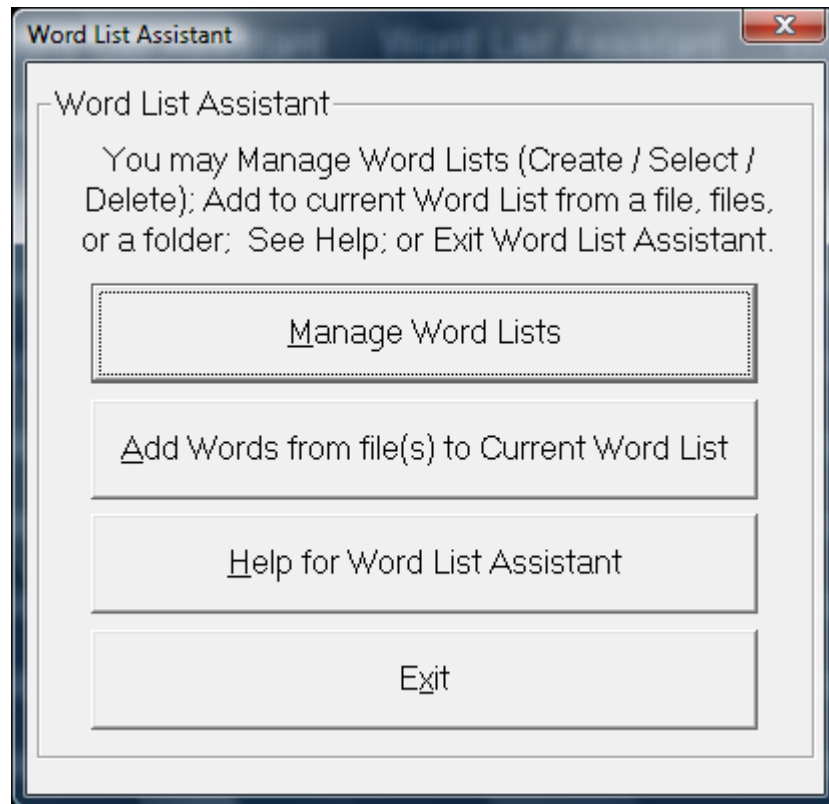 Word List Assistant
Word List Assistant
You may Manage Word Lists (Create / Select /
Delete); Add to current Word List from a file, files,
or a folder;  See Help; or Exit Word List Assistant.
Manage Word Lists
Add Words from file(s) to Current Word List
Help for Word List Assistant
Exit